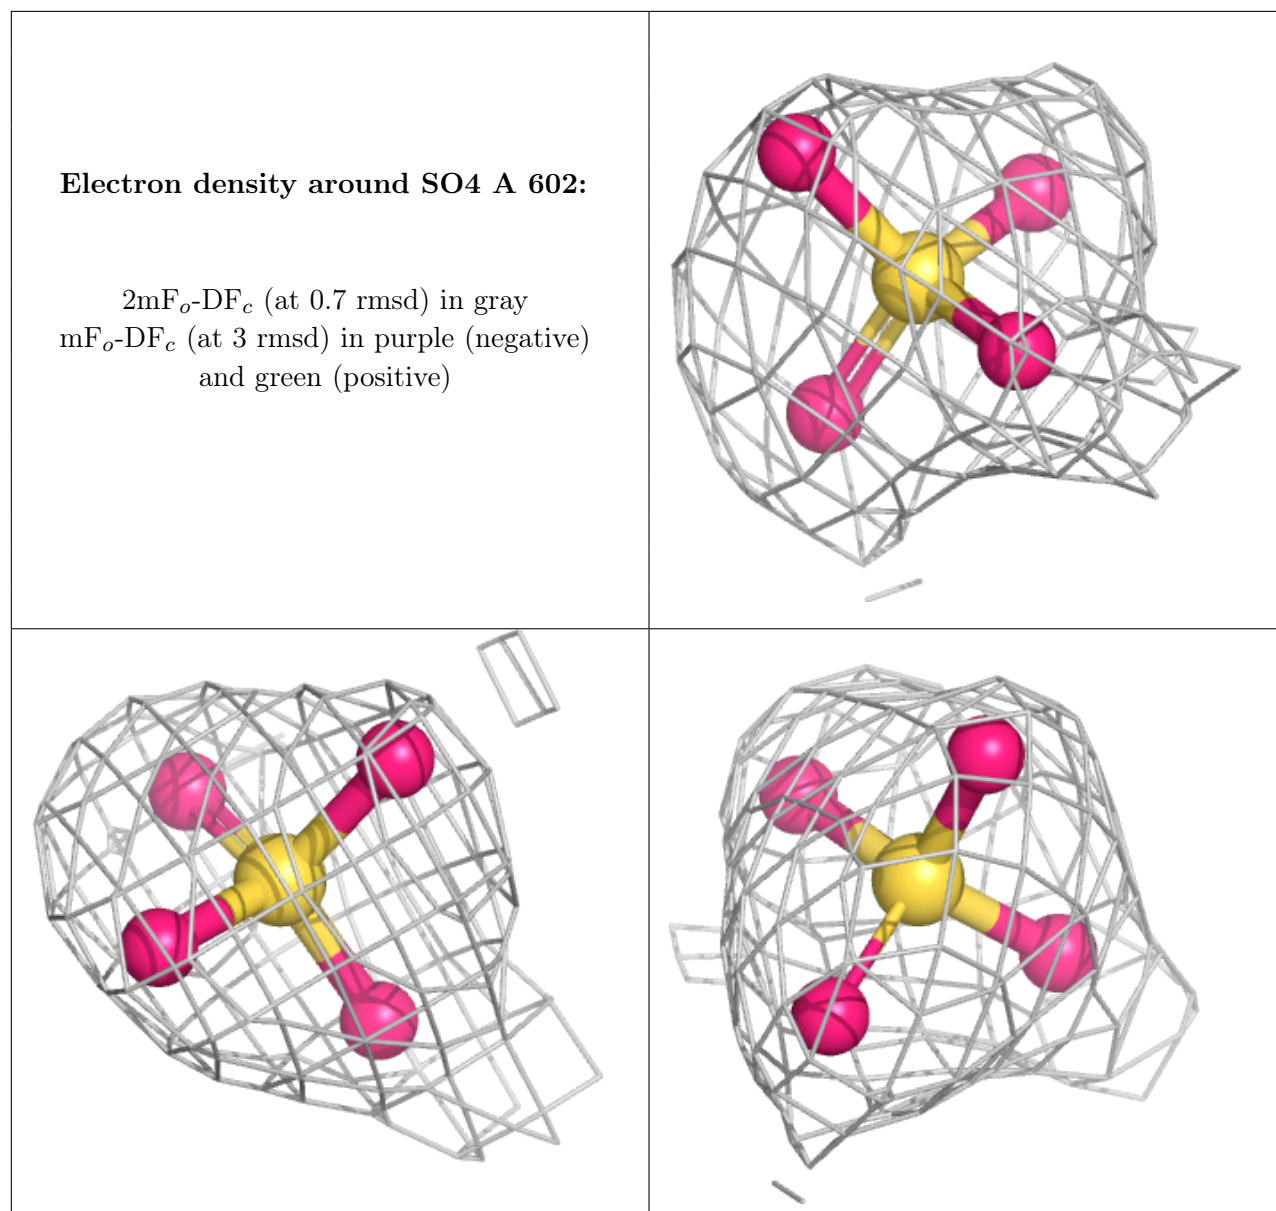 Electron density around SO4 A 602:
2mFₒ-DF𝒸 (at 0.7 rmsd) in gray
mFₒ-DF𝒸 (at 3 rmsd) in purple (negative)
and green (positive)